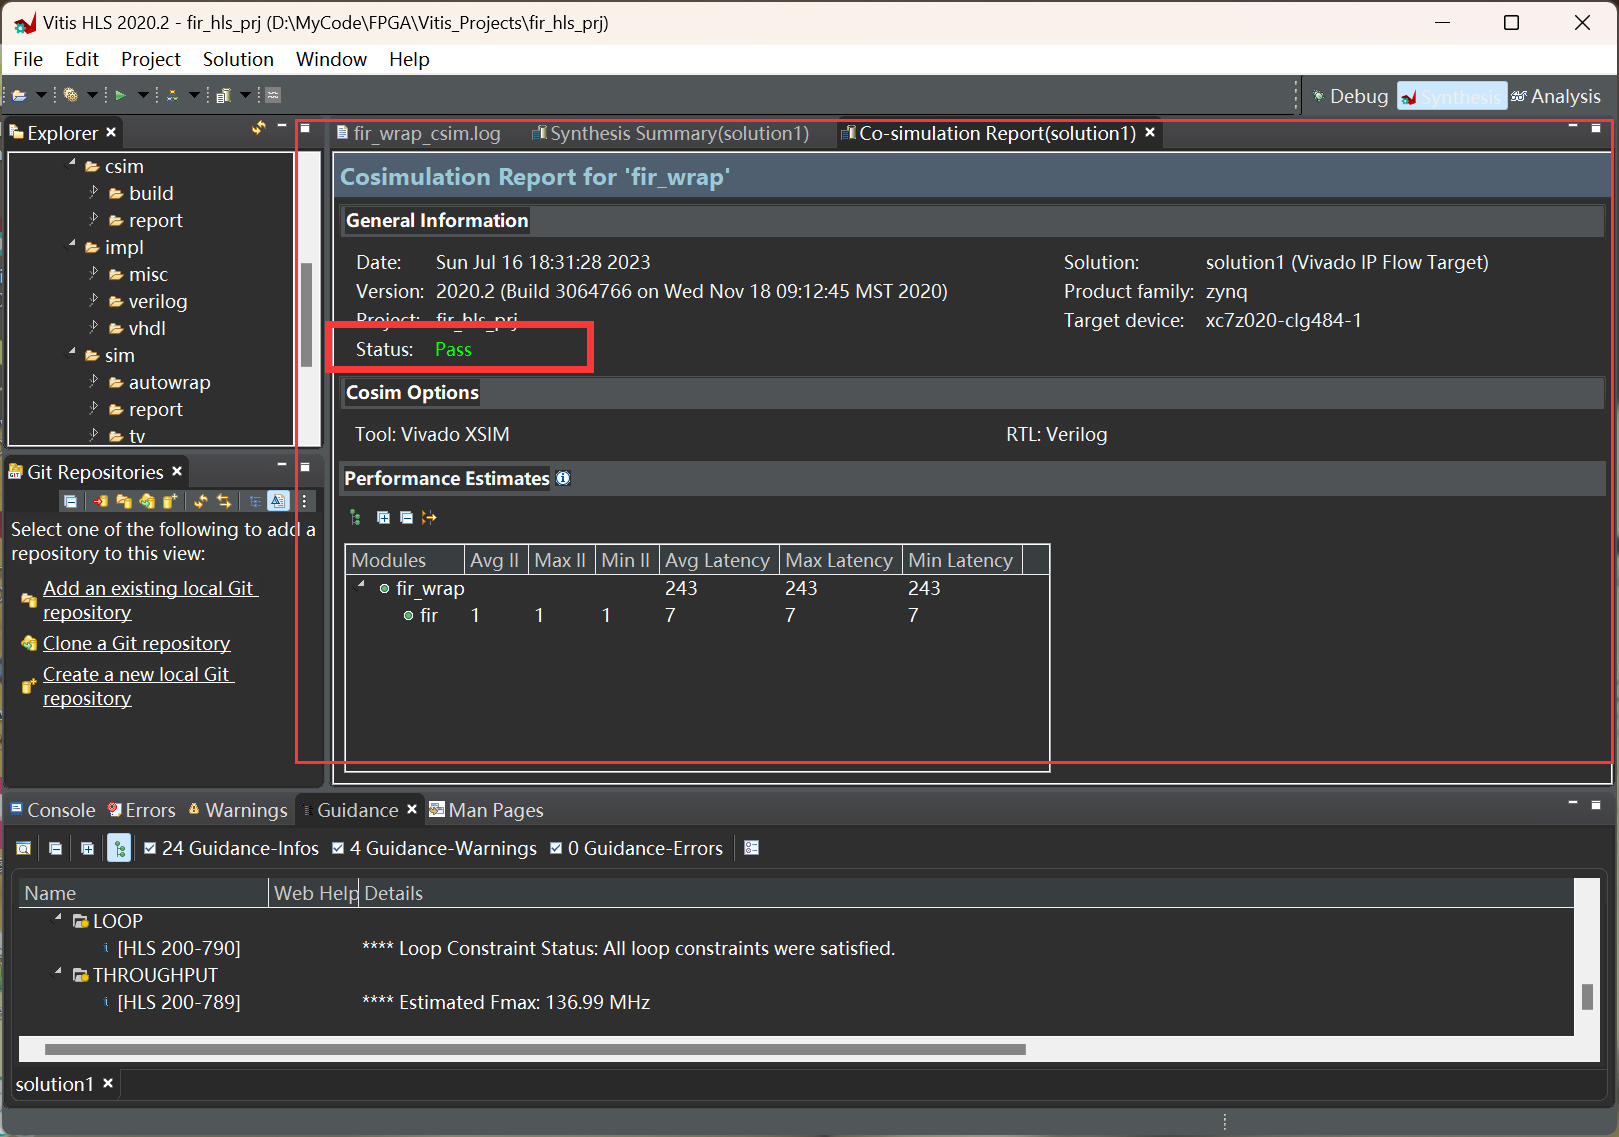 Vitis HLS 2020.2 - fir_hls_prj (D:\MyCode\FPGA\Vitis_Projects\fir_hls_prj)
File Edit Project Solution Window Help
Debug Synthesis Analysis
Explorer
csim
build
report
impl
misc
verilog
vhdl
sim
autowrap
report
tv
fir_wrap_csim.log Synthesis Summary(solution1) Co-simulation Report(solution1)
Cosimulation Report for 'fir_wrap'
General Information
Date: Sun Jul 16 18:31:28 2023
Version: 2020.2 (Build 3064766 on Wed Nov 18 09:12:45 MST 2020)
Project: fir_hls_prj
Status: Pass
Solution: solution1 (Vivado IP Flow Target)
Product family: zynq
Target device: xc7z020-clg484-1
Cosim Options
Tool: Vivado XSIM RTL: Verilog
Performance Estimates
Modules Avg II Max II Min II Avg Latency Max Latency Min Latency
fir_wrap 243 243 243
fir 1 1 1 7 7 7
Git Repositories
Select one of the following to add a
repository to this view:
Add an existing local Git
repository
Clone a Git repository
Create a new local Git
repository
Console Errors Warnings Guidance Man Pages
24 Guidance-Infos 4 Guidance-Warnings 0 Guidance-Errors
Name Web Help Details
LOOP
[HLS 200-790] **** Loop Constraint Status: All loop constraints were satisfied.
THROUGHPUT
[HLS 200-789] **** Estimated Fmax: 136.99 MHz
solution1